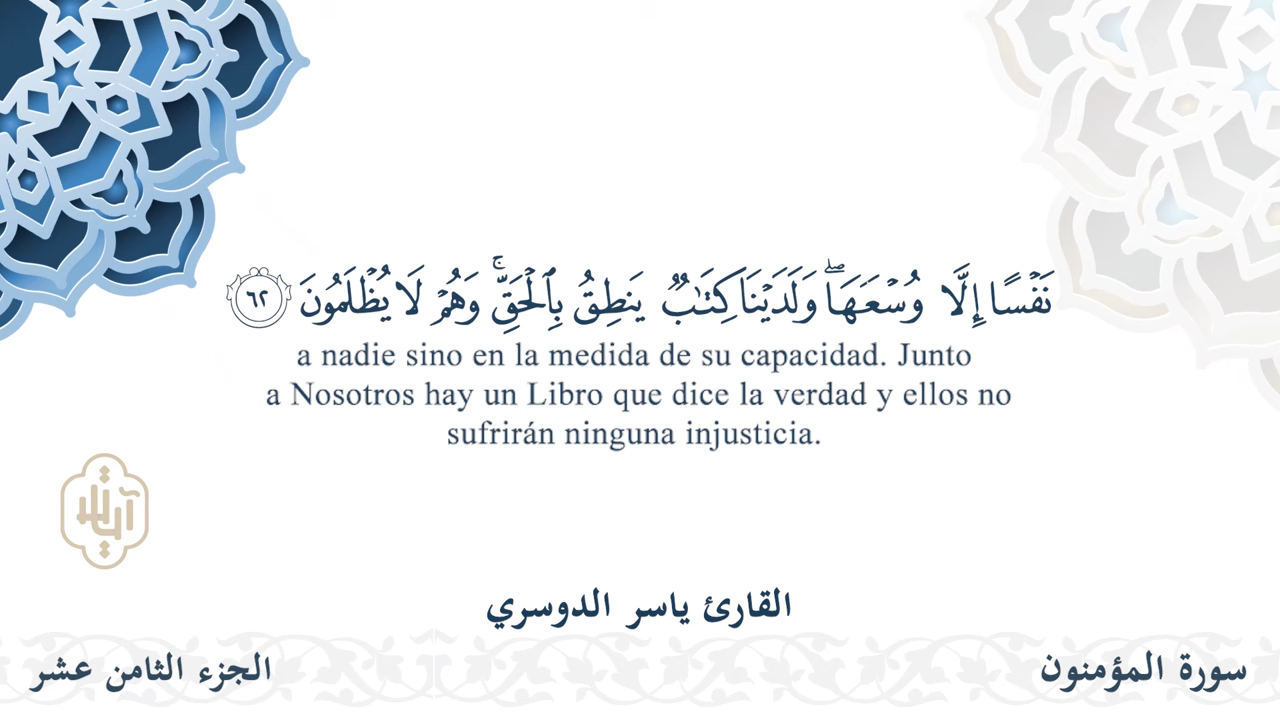 نَفْسًا إِلَّا وُسْعَهَا ۖ وَلَدَيْنَا كِتَٰبٌ يَنطِقُ بِٱلْحَقِّ ۚ وَهُمْ لَا يُظْلَمُونَ ٦٢
a nadie sino en la medida de su capacidad. Junto
a Nosotros hay un Libro que dice la verdad y ellos no
sufrirán ninguna injusticia.
آيات
القارئ ياسر الدوسري
سورة المؤمنون
الجزء الثامن عشر